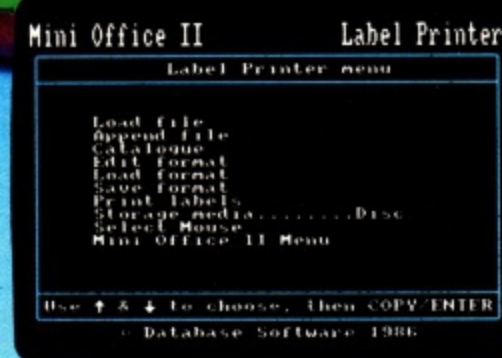 Mini Office II Label Printer
Label Printer menu
Load file
Append file
Catalogue
Edit format
Load format
Save format
Print labels
Storage media........Disc
Select Mouse
Mini Office II Menu
Use ↑ & ↓ to choose, then COPY/ENTER
© Database Software 1986